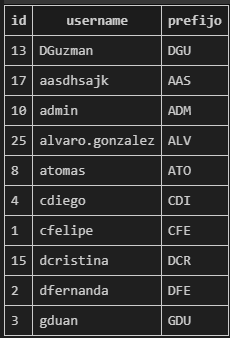 id username prefijo
13 DGuzman DGU
17 aasdhsajk AAS
10 admin ADM
25 alvaro.gonzalez ALV
8 atomas ATO
4 cdiego CDI
1 cfelipe CFE
15 dcristina DCR
2 dfernanda DFE
3 gduan GDU